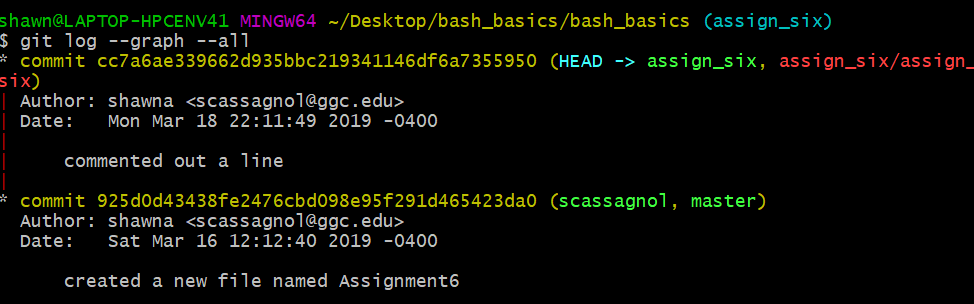 shawn@LAPTOP-HPCENV41 MINGW64 ~/Desktop/bash_basics/bash_basics (assign_six)
$ git log --graph --all
* commit cc7a6ae339662d935bbc219341146df6a7355950 (HEAD -> assign_six, assign_six/assign_
six)
| Author: shawna <scassagnol@ggc.edu>
| Date:   Mon Mar 18 22:11:49 2019 -0400
|
|     commented out a line
|
* commit 925d0d43438fe2476cbd098e95f291d465423da0 (scassagnol, master)
  Author: shawna <scassagnol@ggc.edu>
  Date:   Sat Mar 16 12:12:40 2019 -0400

      created a new file named Assignment6